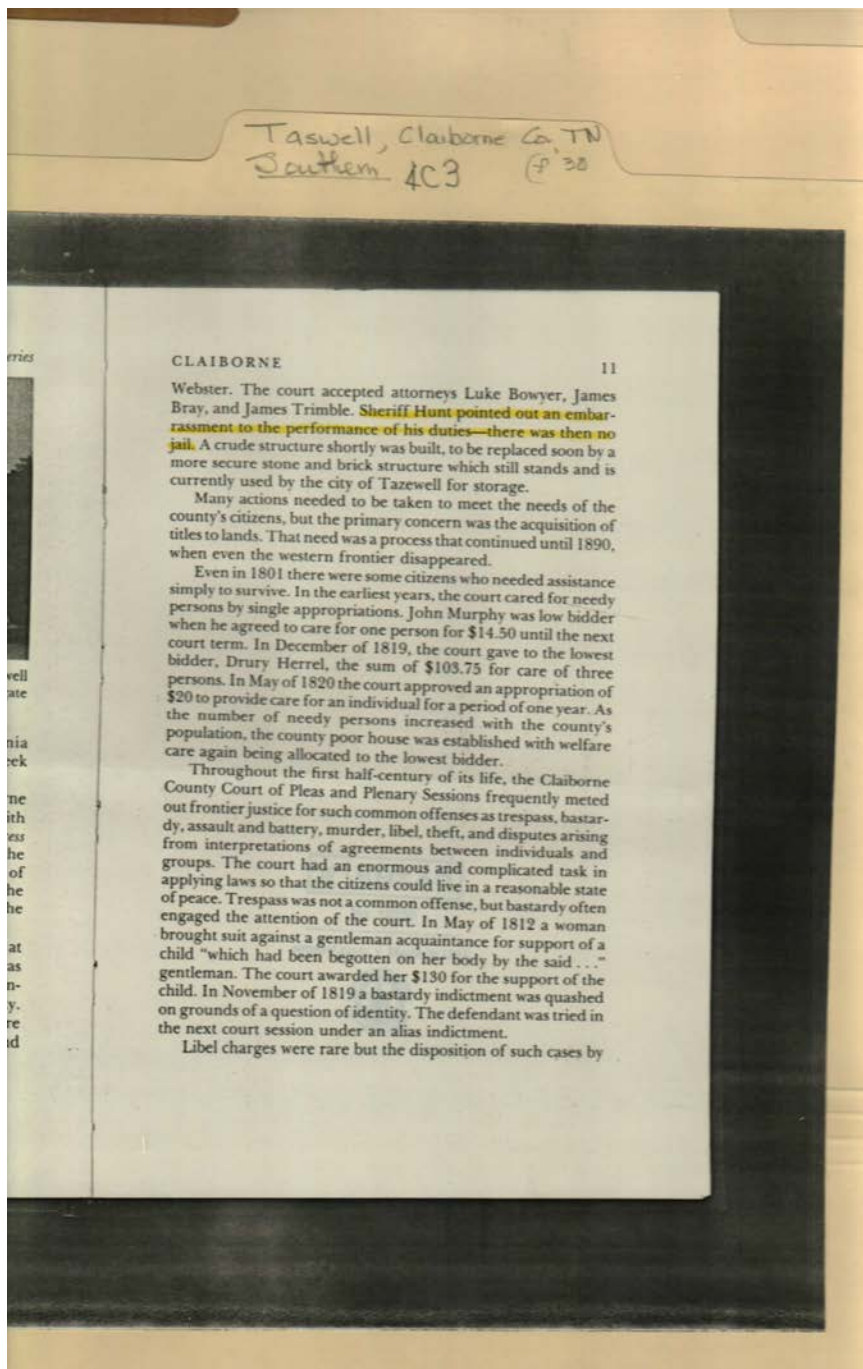 Taswell, Claiborne Co. TN
Southern 4C3
eries
vell
rate
nia
eek
ne
ith
ess
he
of
he
he
at
as
n-
y.
re
id
CLAIBORNE 11
Webster. The court accepted attorneys Luke Bowyer, James
Bray, and James Trimble. Sheriff Hunt pointed out an embar-
rassment to the performance of his duties—there was then no
jail. A crude structure shortly was built, to be replaced soon by a
more secure stone and brick structure which still stands and is
currently used by the city of Tazewell for storage.
Many actions needed to be taken to meet the needs of the
county's citizens, but the primary concern was the acquisition of
titles to lands. That need was a process that continued until 1890,
when even the western frontier disappeared.
Even in 1801 there were some citizens who needed assistance
simply to survive. In the earliest years, the court cared for needy
persons by single appropriations. John Murphy was low bidder
when he agreed to care for one person for $14.50 until the next
court term. In December of 1819, the court gave to the lowest
bidder, Drury Herrel, the sum of $103.75 for care of three
persons. In May of 1820 the court approved an appropriation of
$20 to provide care for an individual for a period of one year. As
the number of needy persons increased with the county's
population, the county poor house was established with welfare
care again being allocated to the lowest bidder.
Throughout the first half-century of its life, the Claiborne
County Court of Pleas and Plenary Sessions frequently meted
out frontier justice for such common offenses as trespass, bastar-
dy, assault and battery, murder, libel, theft, and disputes arising
from interpretations of agreements between individuals and
groups. The court had an enormous and complicated task in
applying laws so that the citizens could live in a reasonable state
of peace. Trespass was not a common offense, but bastardy often
engaged the attention of the court. In May of 1812 a woman
brought suit against a gentleman acquaintance for support of a
child "which had been begotten on her body by the said . . ."
gentleman. The court awarded her $130 for the support of the
child. In November of 1819 a bastardy indictment was quashed
on grounds of a question of identity. The defendant was tried in
the next court session under an alias indictment.
Libel charges were rare but the disposition of such cases by